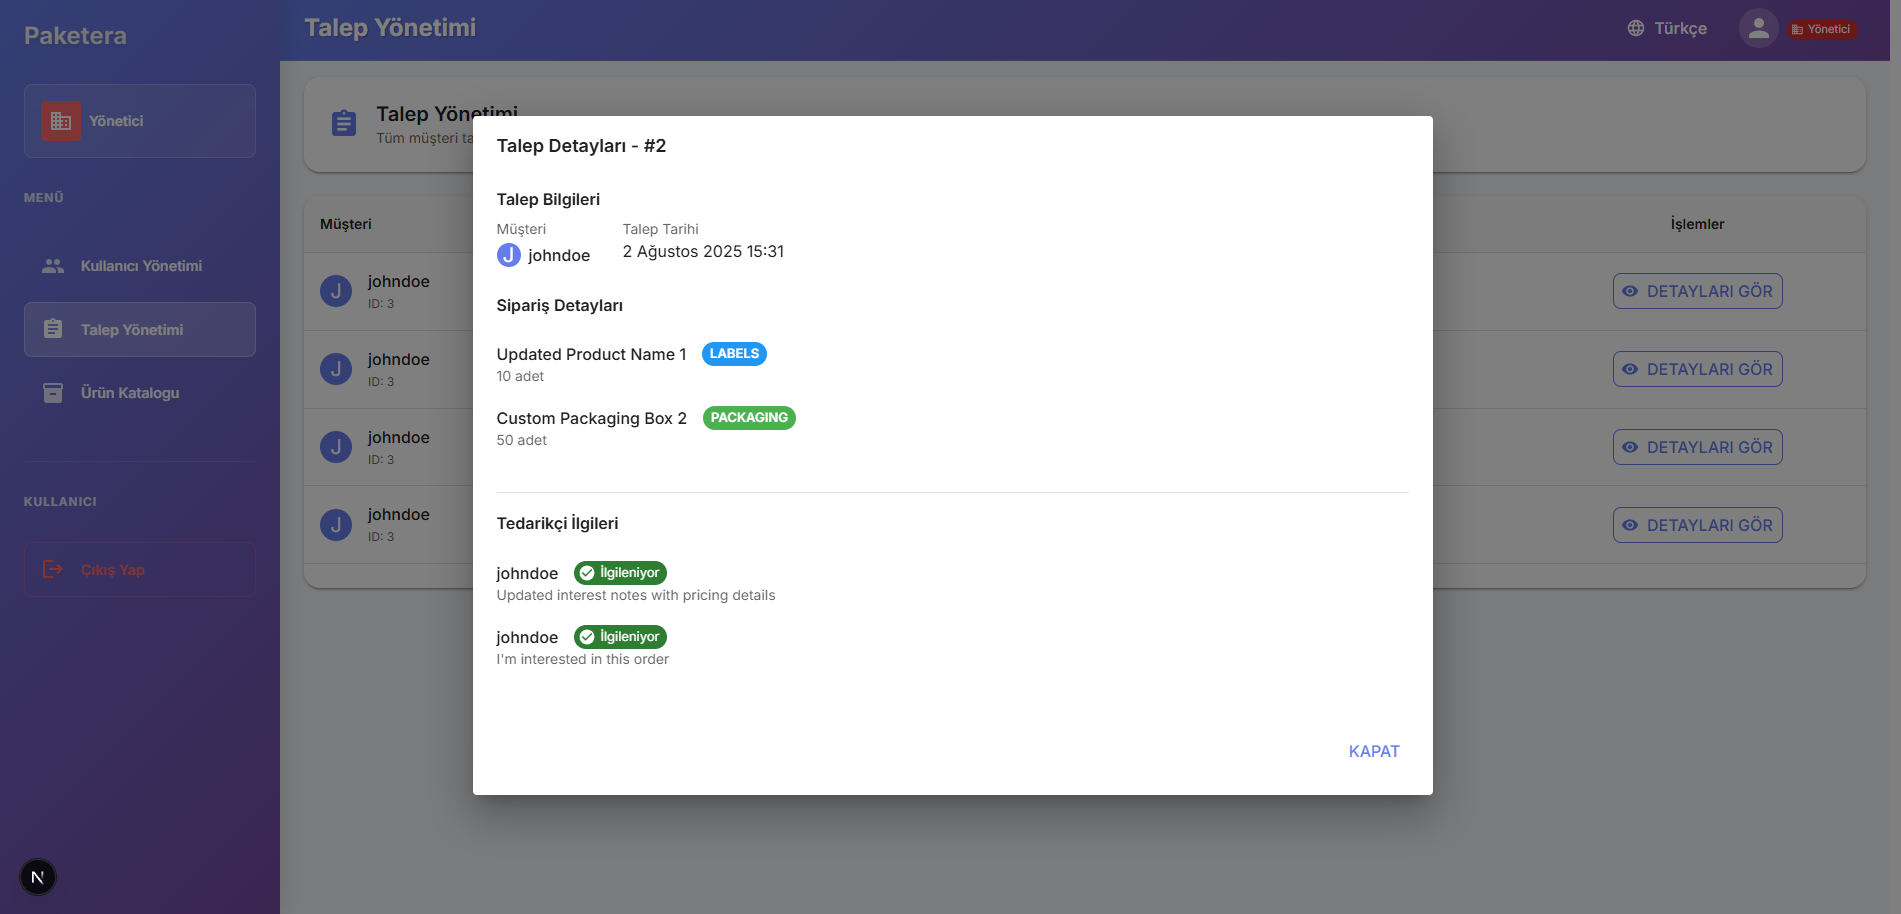 Paketera
Talep Yönetimi
Türkçe
Yönetici
Yönetici
MENÜ
Kullanıcı Yönetimi
Talep Yönetimi
Ürün Katalogu
KULLANICI
Çıkış Yap
N
Talep Yönetimi
Tüm müşteri ta
Müşteri
İşlemler
J
johndoe
ID: 3
DETAYLARI GÖR
J
johndoe
ID: 3
DETAYLARI GÖR
J
johndoe
ID: 3
DETAYLARI GÖR
J
johndoe
ID: 3
DETAYLARI GÖR
Talep Detayları - #2
Talep Bilgileri
Müşteri
J johndoe
Talep Tarihi
2 Ağustos 2025 15:31
Sipariş Detayları
Updated Product Name 1 LABELS
10 adet
Custom Packaging Box 2 PACKAGING
50 adet
Tedarikçi İlgileri
johndoe İlgileniyor
Updated interest notes with pricing details
johndoe İlgileniyor
I'm interested in this order
KAPAT